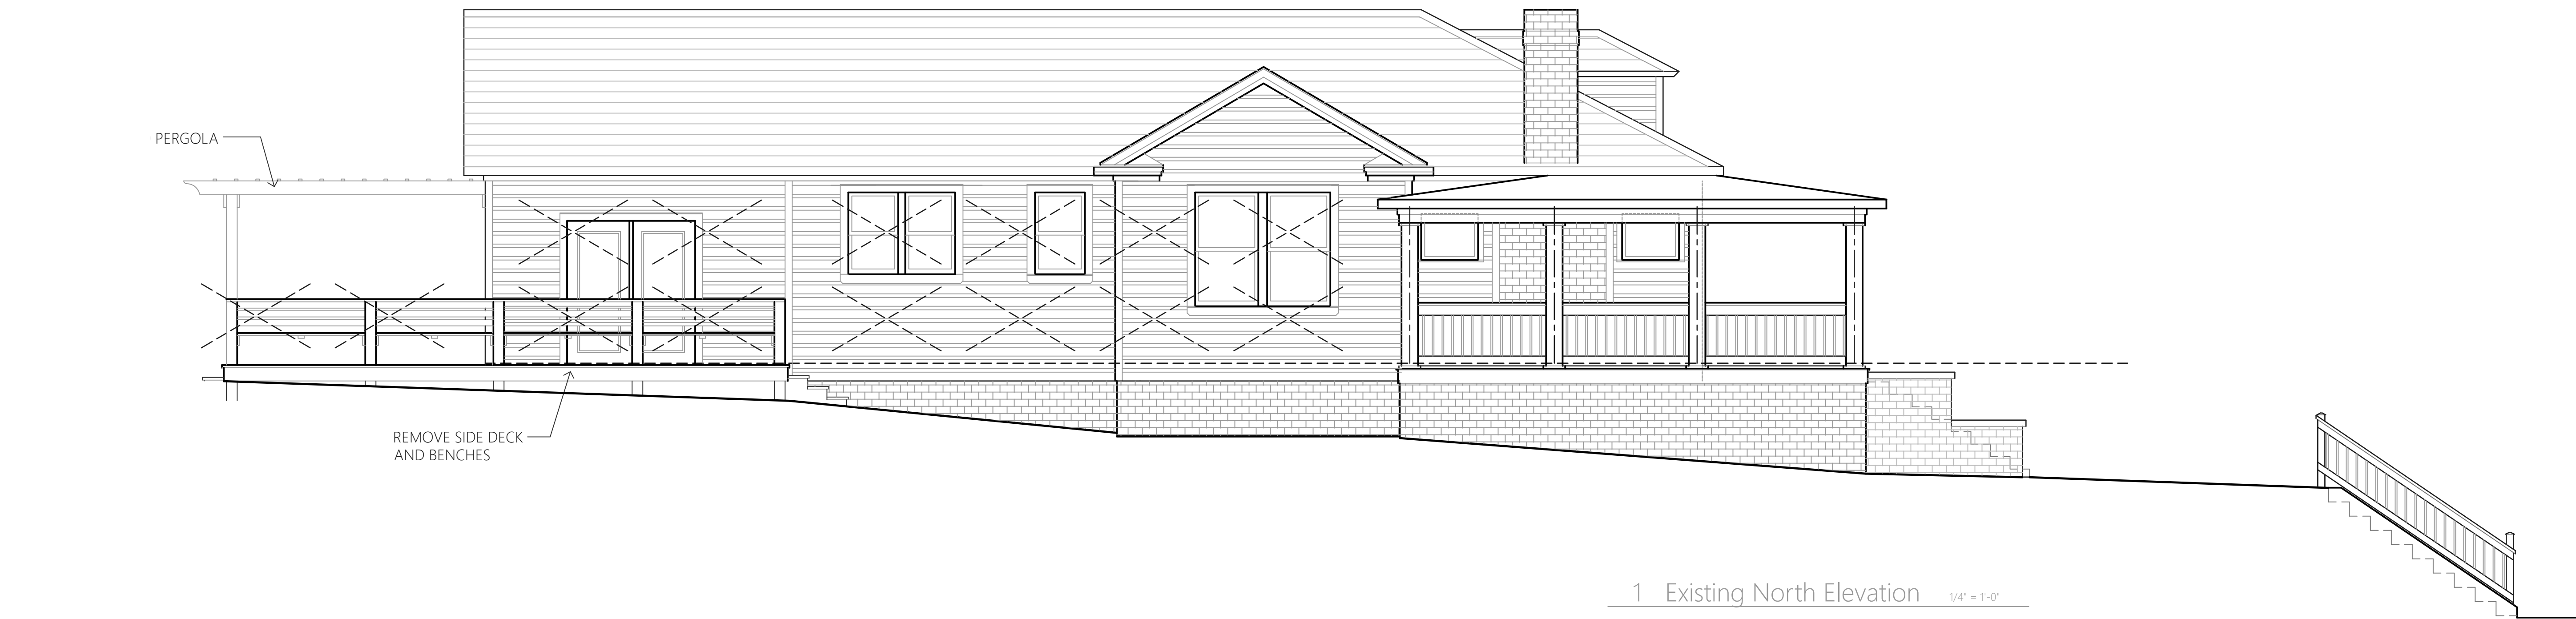 PERGOLA
REMOVE SIDE DECK
AND BENCHES
1 Existing North Elevation 1/4" = 1'-0"